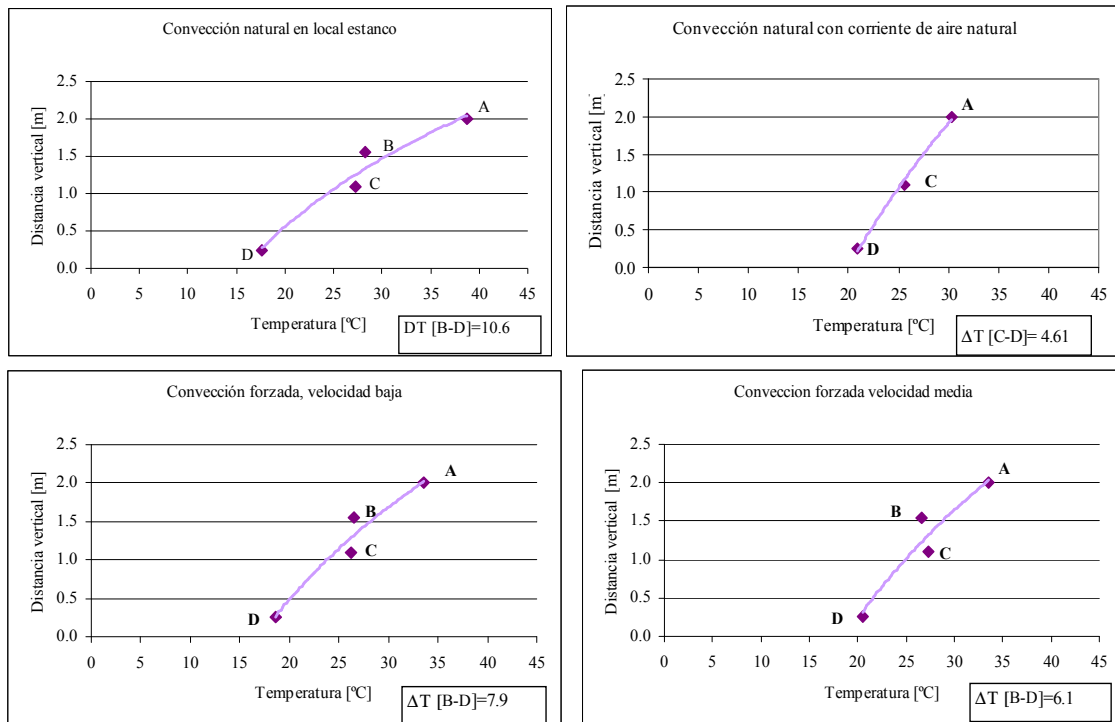 Convección natural en local estanco
Distancia vertical [m]
2.5
2.0
1.5
1.0
0.5
0.0
A
B
C
D
0 5 10 15 20 25 30 35 40 45
Temperatura [ºC]
DT [B-D]=10.6
Convección natural con corriente de aire natural
Distancia vertical [m]
2.5
2.0
1.5
1.0
0.5
0.0
A
C
D
0 5 10 15 20 25 30 35 40 45
Temperatura [ºC]
ΔT [C-D]= 4.61
Convección forzada, velocidad baja
Distancia vertical [m]
2.5
2.0
1.5
1.0
0.5
0.0
A
B
C
D
0 5 10 15 20 25 30 35 40 45
Temperatura [ºC]
ΔT [B-D]=7.9
Conveccion forzada velocidad media
Distancia vertical [m]
2.5
2.0
1.5
1.0
0.5
0.0
A
B
C
D
0 5 10 15 20 25 30 35 40 45
Temperatura [ºC]
ΔT [B-D]=6.1